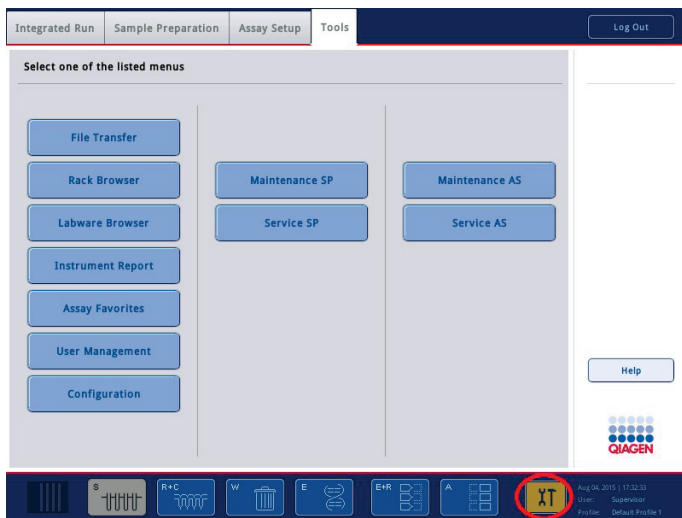 Integrated Run
Sample Preparation
Assay Setup
Tools
Log Out
Select one of the listed menus
File Transfer
Rack Browser
Maintenance SP
Maintenance AS
Labware Browser
Service SP
Service AS
Instrument Report
Assay Favorites
User Management
Configuration
Help
QIAGEN
S
R+C
W
E
E+R
A
Aug 04, 2015 | 17:32:33
User: Supervisor
Profile: Default Profile 1